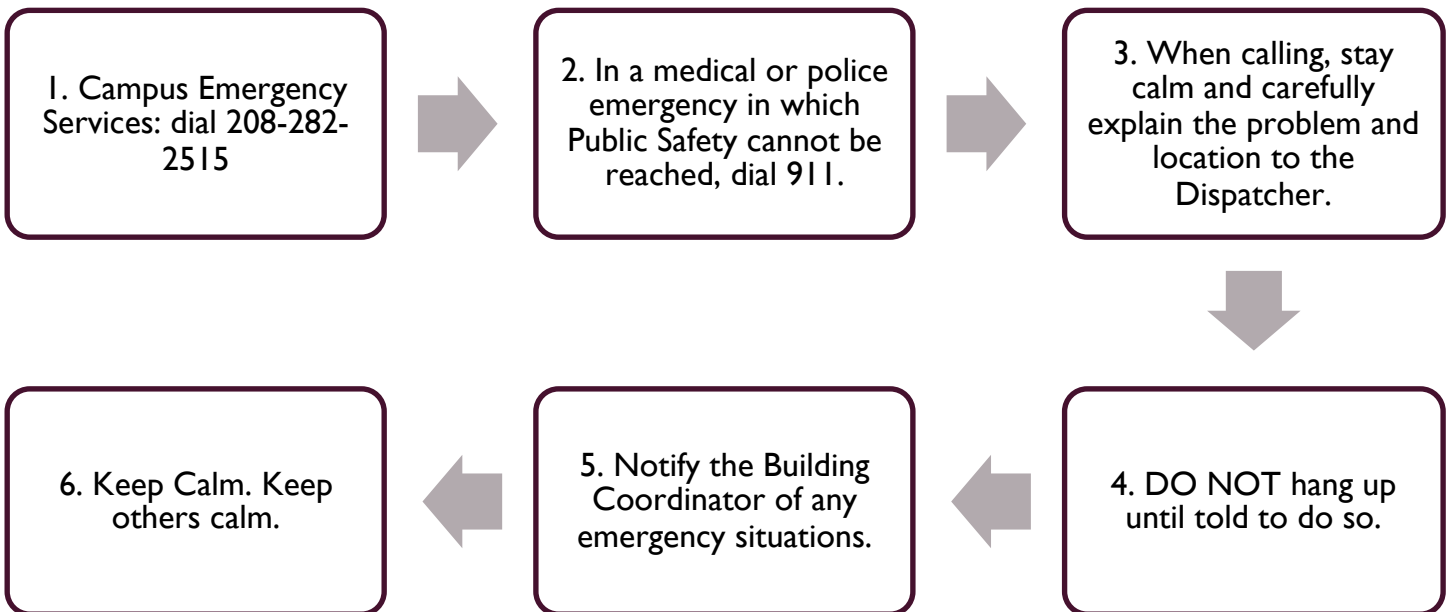 1. Campus Emergency
Services: dial 208-282-
2515
2. In a medical or police
emergency in which
Public Safety cannot be
reached, dial 911.
3. When calling, stay
calm and carefully
explain the problem and
location to the
Dispatcher.
4. DO NOT hang up
until told to do so.
5. Notify the Building
Coordinator of any
emergency situations.
6. Keep Calm. Keep
others calm.